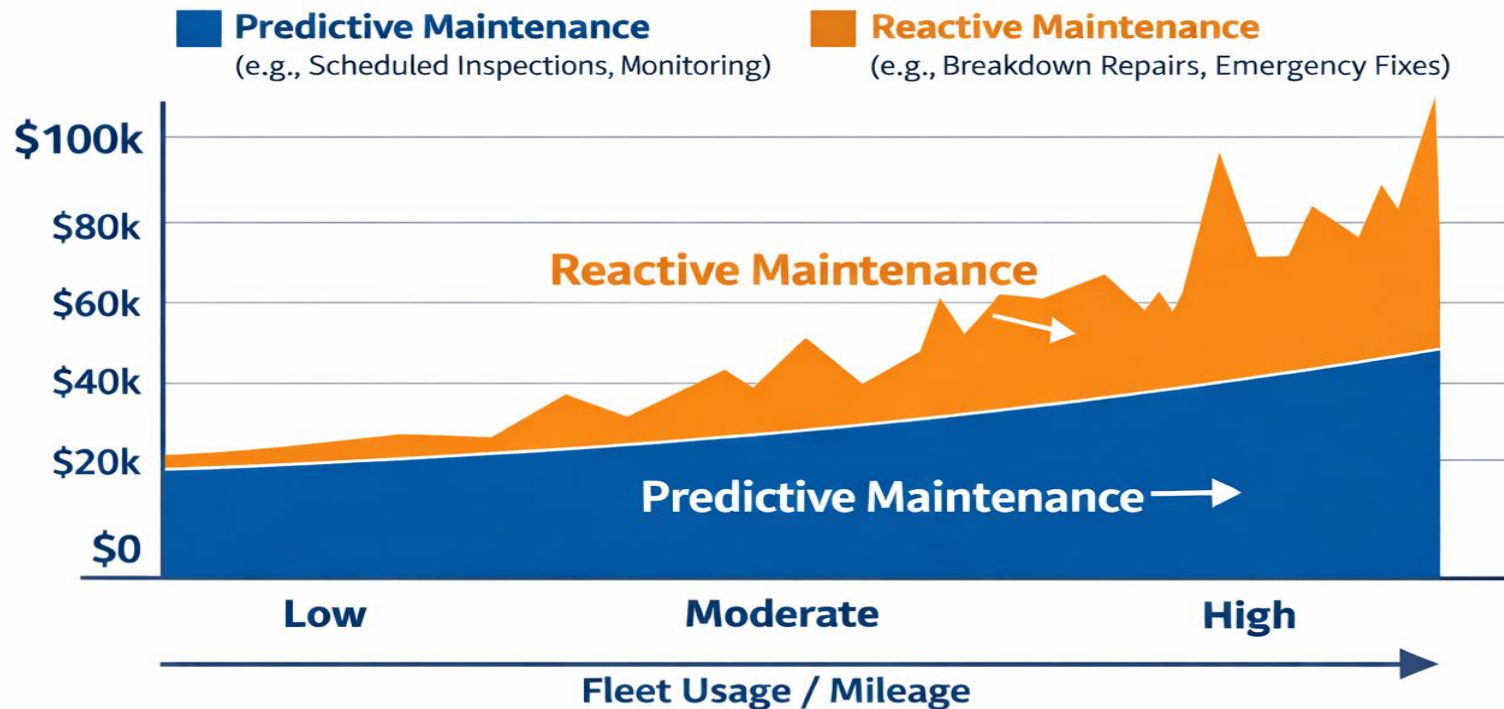 Predictive Maintenance
(e.g., Scheduled Inspections, Monitoring)
Reactive Maintenance
(e.g., Breakdown Repairs, Emergency Fixes)
$100k
$80k
$60k
$40k
$20k
$0
Reactive Maintenance
Predictive Maintenance
Low
Moderate
High
Fleet Usage / Mileage